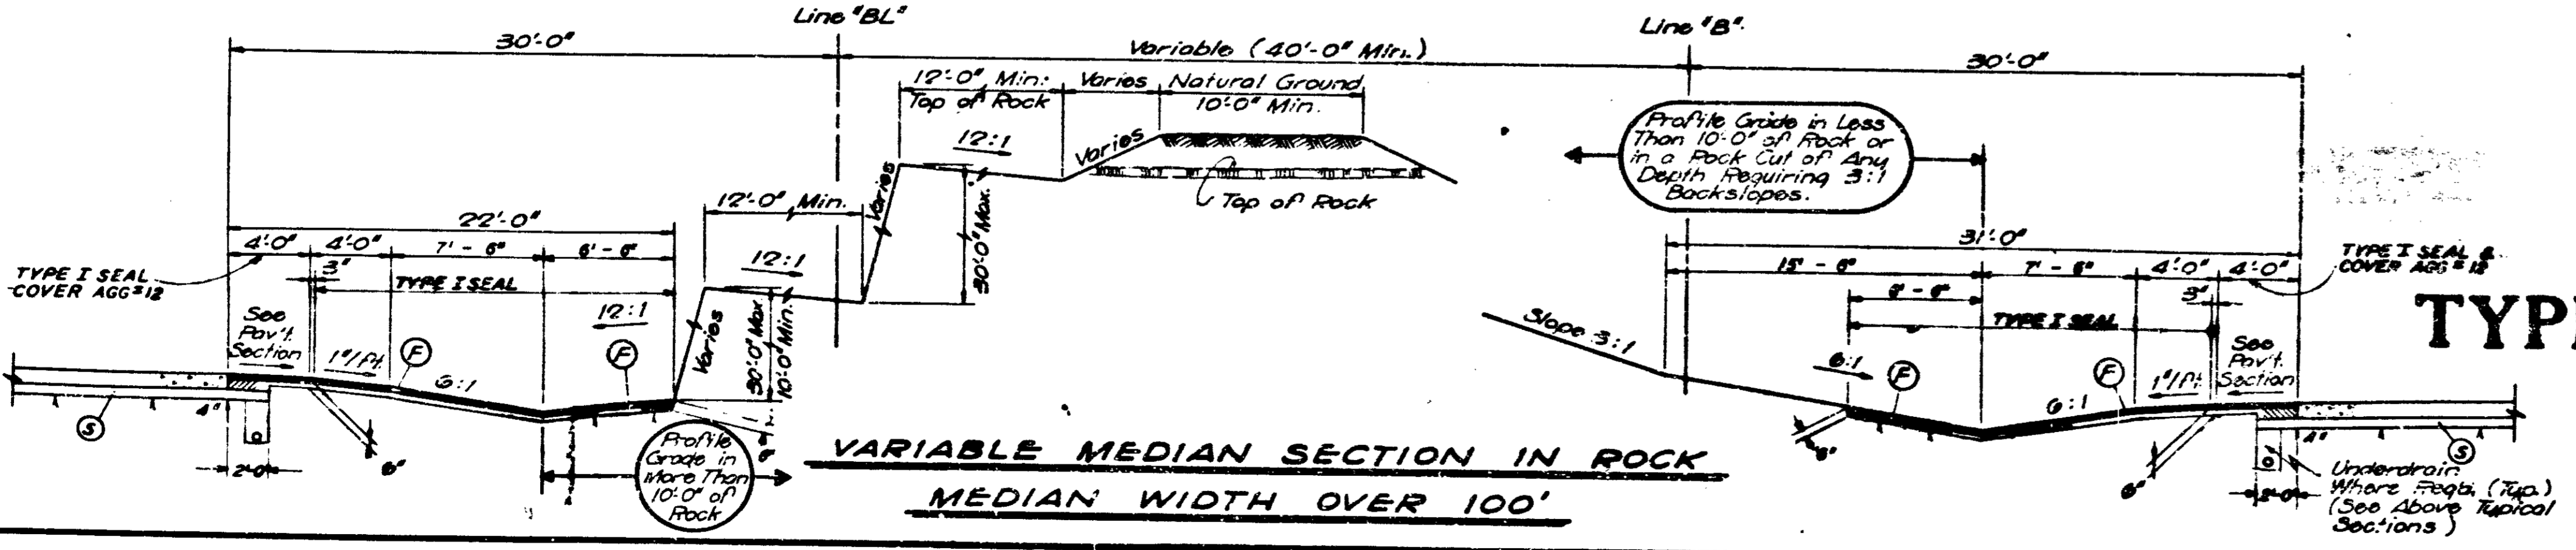 Line "BL"
Line "B"
30'-0"
Variable (40'-0" Min.)
30'-0"
12'-0" Min.
Top of Rock
Varies
Natural Ground
10'-0" Min.
12:1
Varies
Top of Rock
Varies
30'-0" Max.
12'-0" Min.
12:1
Profile Grade in Less
Than 10'-0" of Rock or
in a Rock Cut of Any
Depth Requiring 3:1
Backslopes.
22'-0"
4'-0"
4'-0"
7'-6"
6'-6"
TYPE I SEAL
COVER AGG #12
3"
TYPE I SEAL
12:1
Varies
30'-0" Max.
10'-0" Min.
See
Pav't.
Section
1"/Ft.
F
6:1
F
4"
S
2'-0"
6"
6"
Profile
Grade in
More Than
10'-0" of
Rock
31'-0"
15'-6"
7'-6"
4'-0"
4'-0"
TYPE I SEAL &
COVER AGG #12
3"
TYPE I SEAL
Slope 3:1
6:1
F
F
6:1
1"/Ft.
See
Pav't.
Section
TYPE
6"
4"
S
2'-0"
Underdrain
Where Reqd. (Typ.)
(See Above Typical
Sections)
VARIABLE MEDIAN SECTION IN ROCK
MEDIAN WIDTH OVER 100'